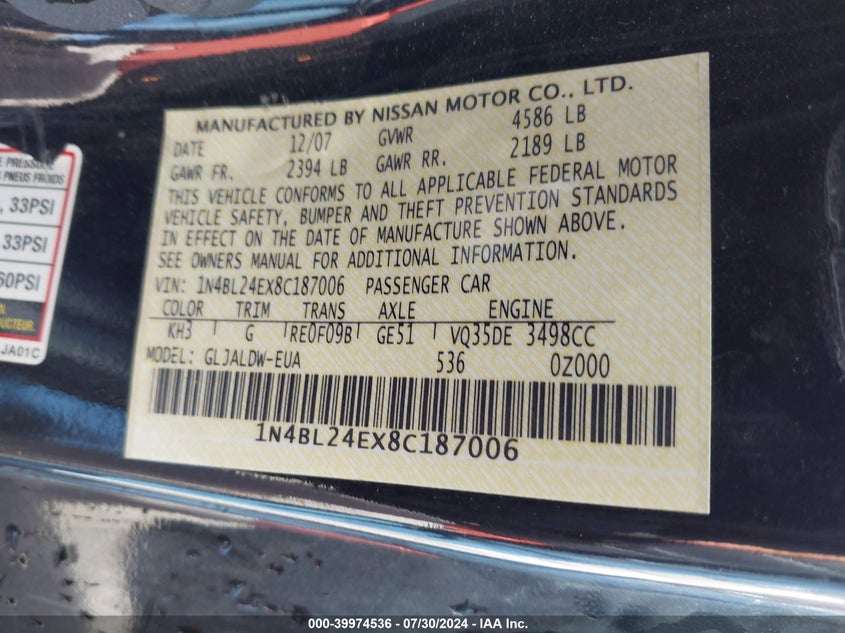 E PRESSURE
PNEUS FROIDS
33PSI
33PSI
60PSI
JA01C
MANUFACTURED BY NISSAN MOTOR CO., LTD.
DATE 12/07 GVWR 4586 LB
GAWR FR. 2394 LB GAWR RR. 2189 LB
THIS VEHICLE CONFORMS TO ALL APPLICABLE FEDERAL MOTOR
VEHICLE SAFETY, BUMPER AND THEFT PREVENTION STANDARDS
IN EFFECT ON THE DATE OF MANUFACTURE SHOWN ABOVE.
SEE OWNERS MANUAL FOR ADDITIONAL INFORMATION.
VIN: 1N4BL24EX8C187006 PASSENGER CAR
COLOR TRIM TRANS AXLE ENGINE
KH3 G RE0F09B GE51 VQ35DE 3498CC
MODEL: GLJALDW-EUA 536 0Z000
1N4BL24EX8C187006
000-39974536 - 07/30/2024 - IAA Inc.